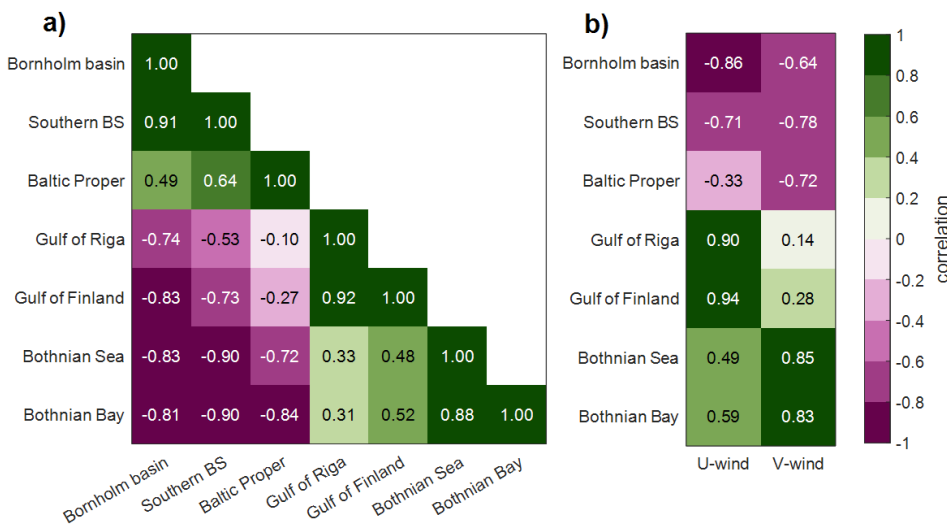 a)
Bornholm basin 1.00
Southern BS 0.91 1.00
Baltic Proper 0.49 0.64 1.00
Gulf of Riga -0.74 -0.53 -0.10 1.00
Gulf of Finland -0.83 -0.73 -0.27 0.92 1.00
Bothnian Sea -0.83 -0.90 -0.72 0.33 0.48 1.00
Bothnian Bay -0.81 -0.90 -0.84 0.31 0.52 0.88 1.00
Bornholm basin Southern BS Baltic Proper Gulf of Riga Gulf of Finland Bothnian Sea Bothnian Bay
b)
Bornholm basin -0.86 -0.64
Southern BS -0.71 -0.78
Baltic Proper -0.33 -0.72
Gulf of Riga 0.90 0.14
Gulf of Finland 0.94 0.28
Bothnian Sea 0.49 0.85
Bothnian Bay 0.59 0.83
U-wind V-wind
1
0.8
0.6
0.4
0.2
0
-0.2
-0.4
-0.6
-0.8
-1
correlation